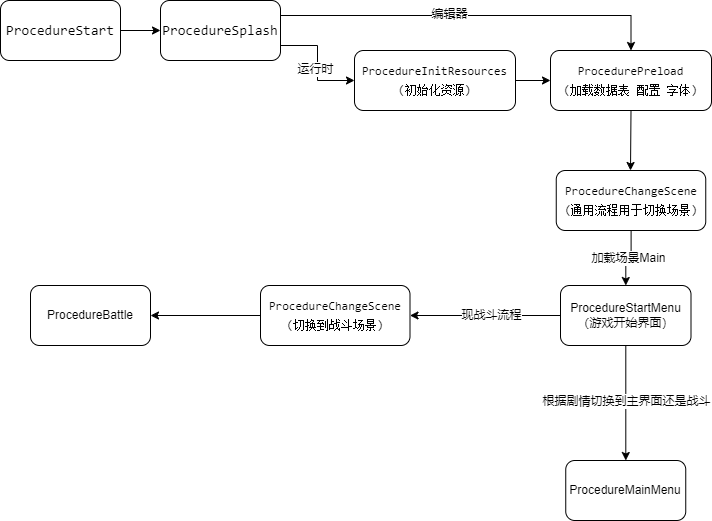 编辑器
ProcedureStart
ProcedureSplash
运行时
ProcedureInitResources
(初始化资源)
ProcedurePreload
(加载数据表 配置 字体)
ProcedureChangeScene
(通用流程用于切换场景)
加载场景Main
ProcedureBattle
ProcedureChangeScene
(切换到战斗场景)
现战斗流程
ProcedureStartMenu
(游戏开始界面)
根据剧情切换到主界面还是战斗
ProcedureMainMenu